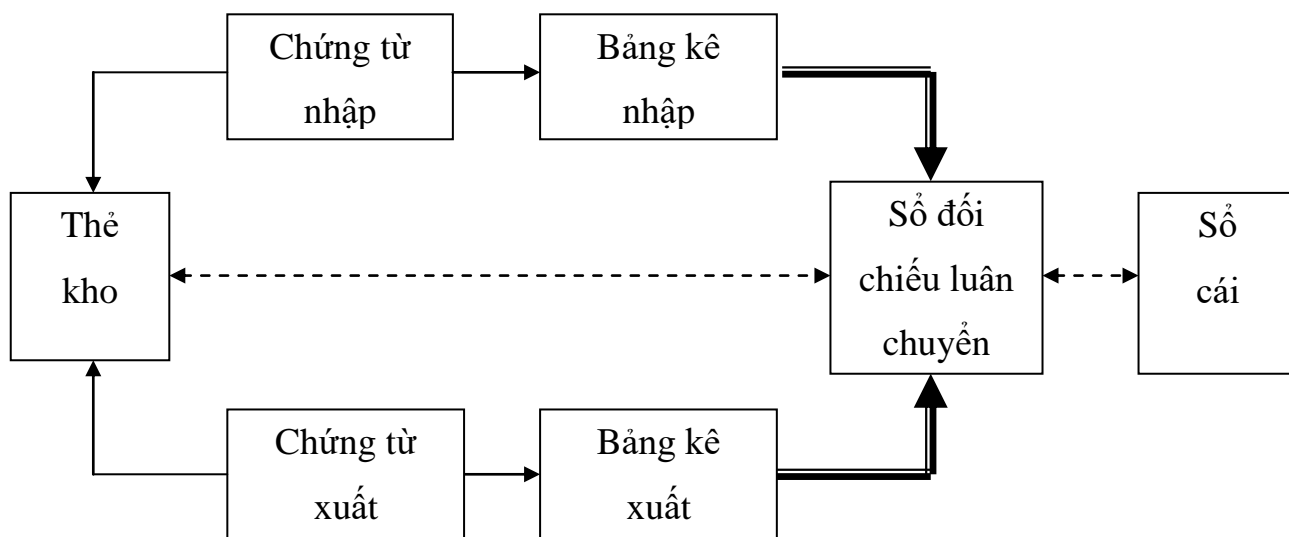 Chứng từ
nhập
Bảng kê
nhập
Thẻ
kho
Sổ đối
chiếu luân
chuyển
Sổ
cái
Chứng từ
xuất
Bảng kê
xuất